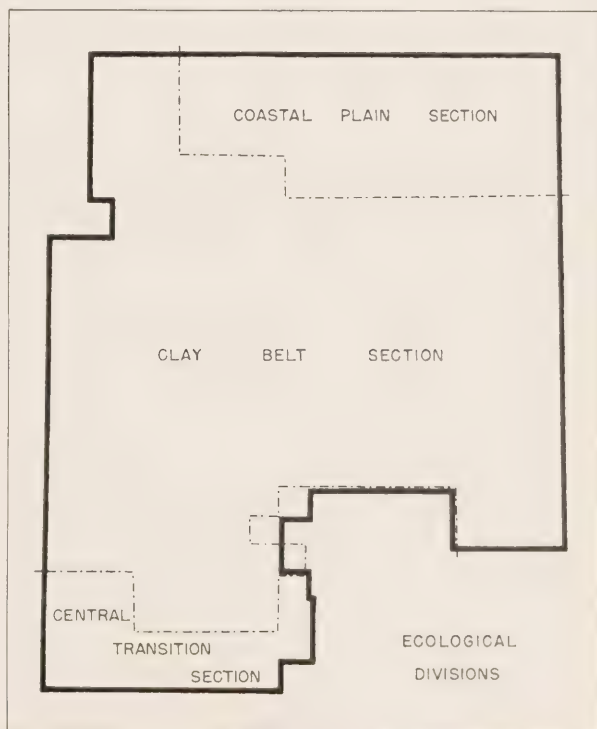 COASTAL PLAIN SECTION
CLAY BELT SECTION
CENTRAL
TRANSITION
SECTION
ECOLOGICAL
DIVISIONS